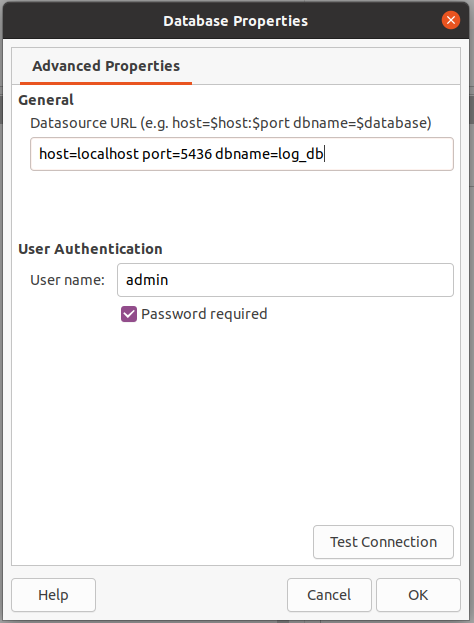 Database Properties
Advanced Properties
General
Datasource URL (e.g. host=$host:$port dbname=$database)
host=localhost port=5436 dbname=log_db
User Authentication
User name: admin
Password required
Test Connection
Help Cancel OK